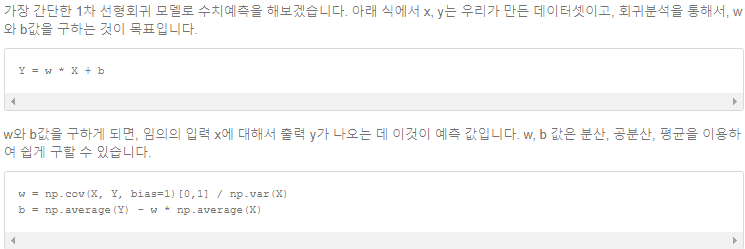 가장 간단한 1차 선형회귀 모델로 수치예측을 해보겠습니다. 아래 식에서 x, y는 우리가 만든 데이터셋이고, 회귀분석을 통해서, w
와 b값을 구하는 것이 목표입니다.
Y = w * X + b
w와 b값을 구하게 되면, 임의의 입력 x에 대해서 출력 y가 나오는 데 이것이 예측 값입니다. w, b 값은 분산, 공분산, 평균을 이용하
여 쉽게 구할 수 있습니다.
w = np.cov(X, Y, bias=1)[0,1] / np.var(X)
b = np.average(Y) - w * np.average(X)